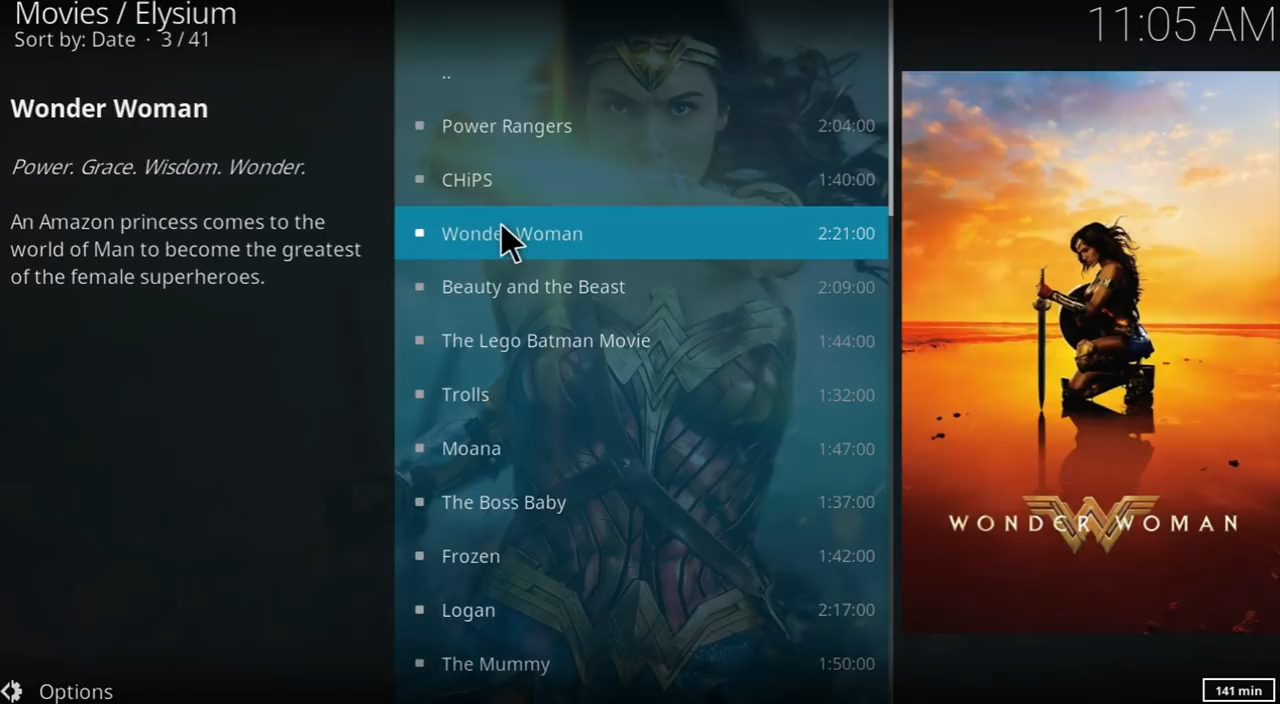 Movies / Elysium
Sort by: Date · 3 / 41
11:05 AM
Wonder Woman
Power. Grace. Wisdom. Wonder.
An Amazon princess comes to the
world of Man to become the greatest
of the female superheroes.
..
Power Rangers 2:04:00
CHiPS 1:40:00
Wonder Woman 2:21:00
Beauty and the Beast 2:09:00
The Lego Batman Movie 1:44:00
Trolls 1:32:00
Moana 1:47:00
The Boss Baby 1:37:00
Frozen 1:42:00
Logan 2:17:00
The Mummy 1:50:00
WONDER WOMAN
Options
141 min